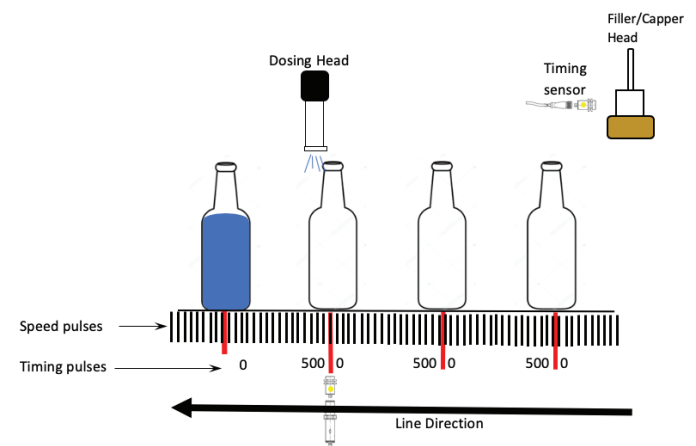 Filler/Capper
Head
Dosing Head
Timing
sensor
Speed pulses
Timing pulses
0
500 0
500 0
500 0
Line Direction